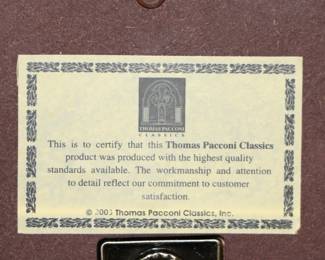 THOMAS PACCONI
CLASSICS
This is to certify that this Thomas Pacconi Classics
product was produced with the highest quality
standards available. The workmanship and attention
to detail reflect our commitment to customer
satisfaction.
© 2003 Thomas Pacconi Classics, Inc.